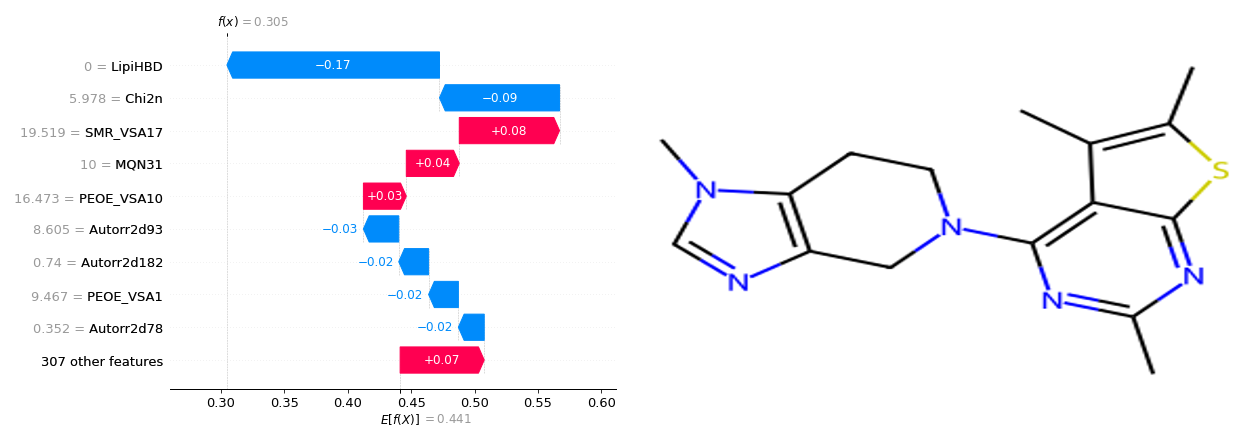 f(x) = 0.305
0 = LipiHBD
−0.17
5.978 = Chi2n
−0.09
19.519 = SMR_VSA17
+0.08
10 = MQN31
+0.04
16.473 = PEOE_VSA10
+0.03
8.605 = Autorr2d93
−0.03
0.74 = Autorr2d182
−0.02
9.467 = PEOE_VSA1
−0.02
0.352 = Autorr2d78
−0.02
307 other features
+0.07
0.30 0.35 0.40 0.45 0.50 0.55 0.60
E[f(X)] = 0.441
S
N
N
N
N
N